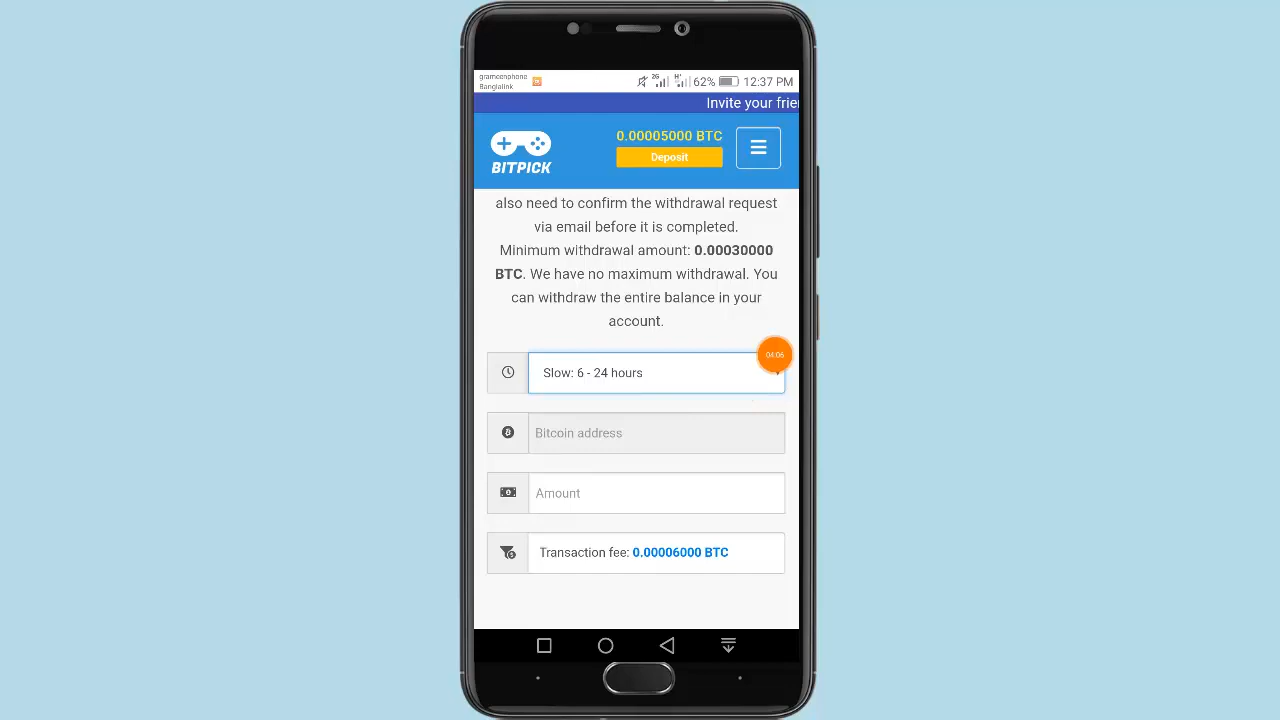 grameenphone
Banglalink
2G
H+
62%
12:37 PM
Invite your frie
0.00005000 BTC
Deposit
BITPICK
also need to confirm the withdrawal request
via email before it is completed.
Minimum withdrawal amount: 0.00030000
BTC. We have no maximum withdrawal. You
can withdraw the entire balance in your
account.
04:06
Slow: 6 - 24 hours
Bitcoin address
Amount
Transaction fee: 0.00006000 BTC